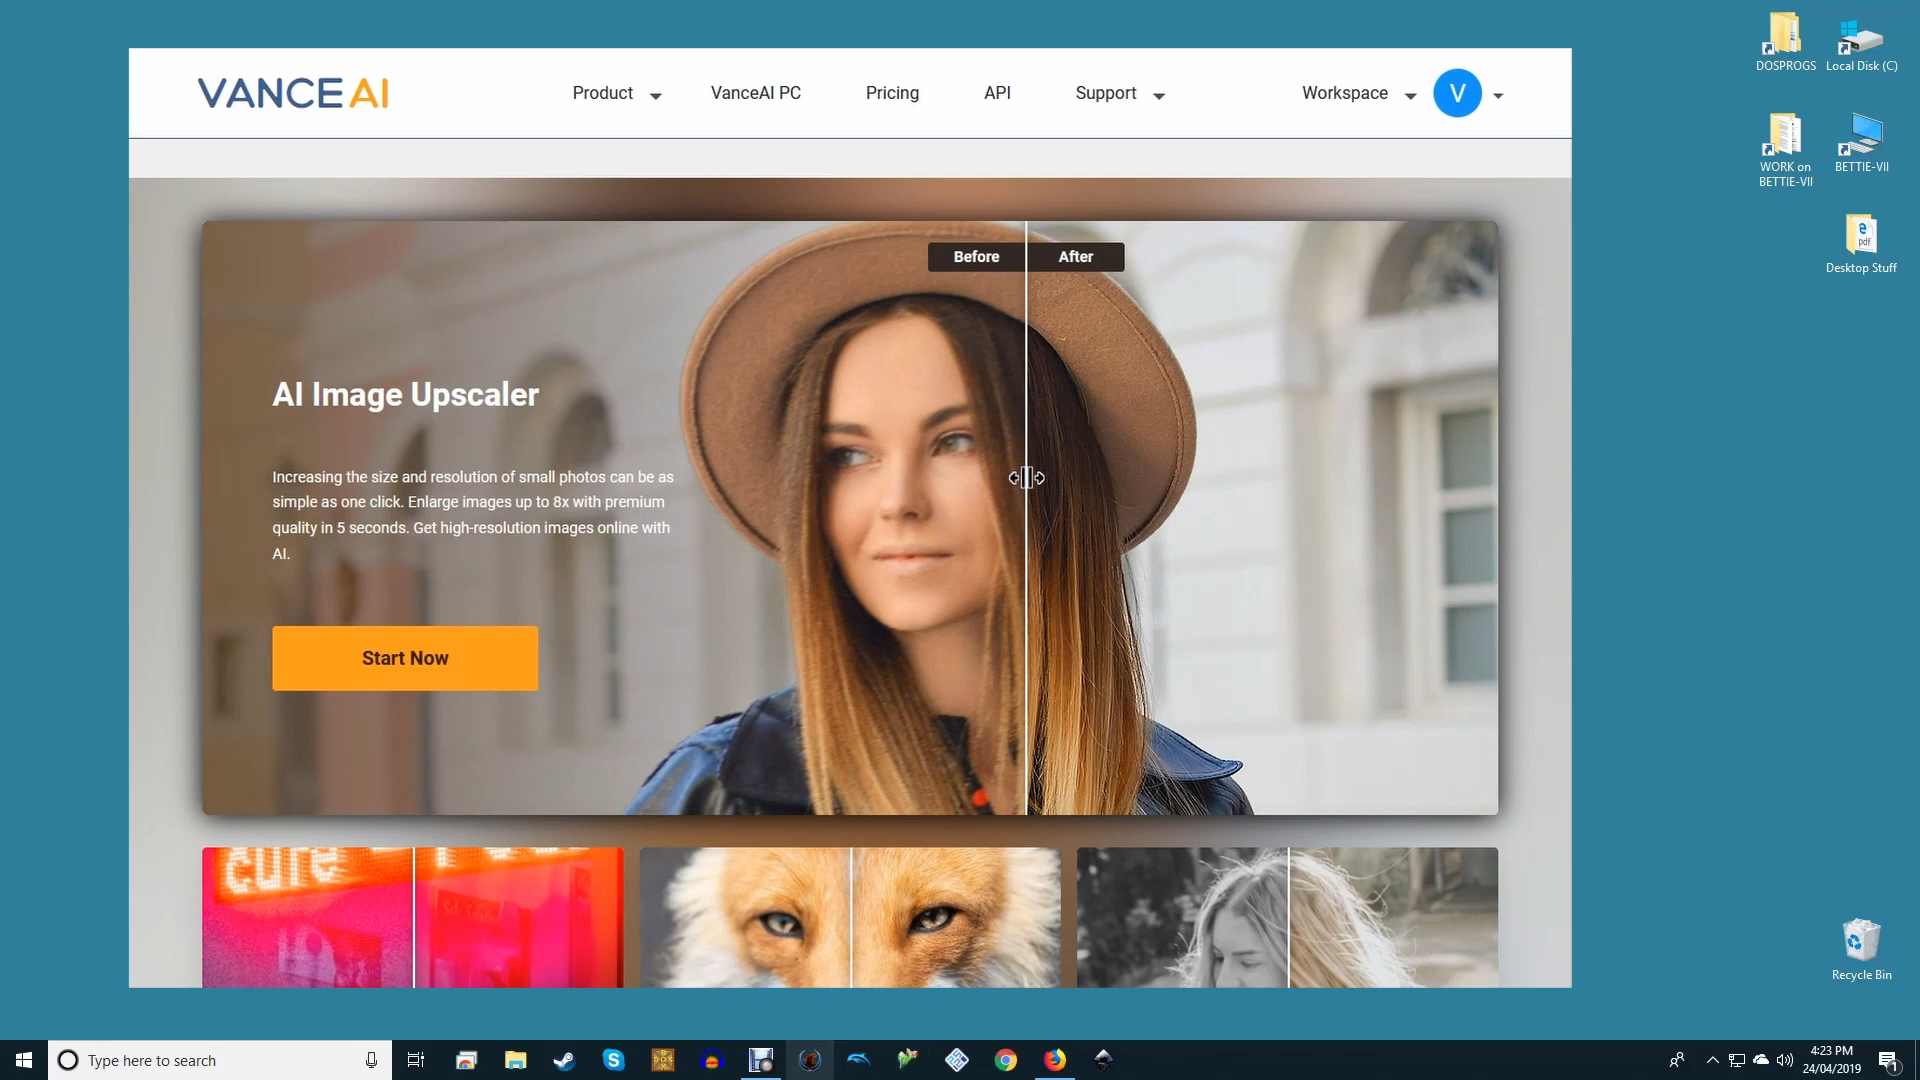 VANCE AI
Product
VanceAI PC
Pricing
API
Support
Workspace
V
Before
After
AI Image Upscaler
Increasing the size and resolution of small photos can be as
simple as one click. Enlarge images up to 8x with premium
quality in 5 seconds. Get high-resolution images online with
AI.
Start Now
cure
DOSPROGS
Local Disk (C)
WORK on
BETTIE-VII
BETTIE-VII
pdf
Desktop Stuff
Recycle Bin
Type here to search
4:23 PM
24/04/2019
1